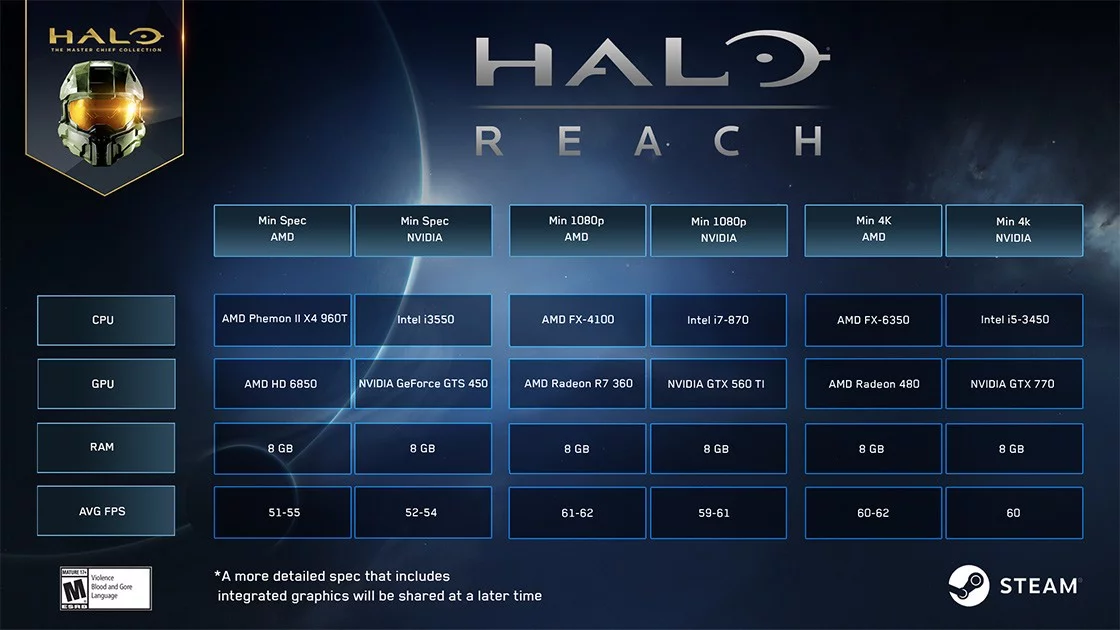 HALO
THE MASTER CHIEF COLLECTION
HALO
REACH
Min Spec
AMD
Min Spec
NVIDIA
Min 1080p
AMD
Min 1080p
NVIDIA
Min 4K
AMD
Min 4k
NVIDIA
CPU
AMD Phemon II X4 960T
Intel i3550
AMD FX-4100
Intel i7-870
AMD FX-6350
Intel i5-3450
GPU
AMD HD 6850
NVIDIA GeForce GTS 450
AMD Radeon R7 360
NVIDIA GTX 560 TI
AMD Radeon 480
NVIDIA GTX 770
RAM
8 GB
8 GB
8 GB
8 GB
8 GB
8 GB
AVG FPS
51-55
52-54
61-62
59-61
60-62
60
MATURE 17+
M
ESRB
Violence
Blood and Gore
Language
*A more detailed spec that includes
integrated graphics will be shared at a later time
STEAM®